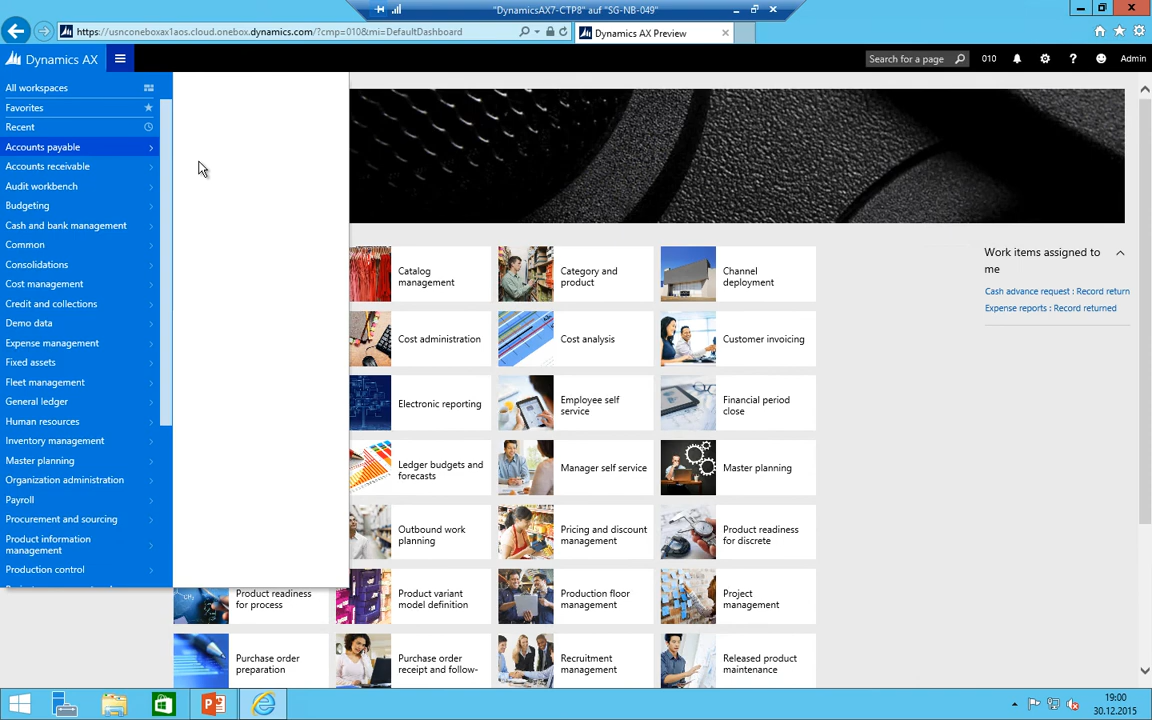 "DynamicsAX7-CTP8" auf "SG-NB-049"
https://usnconeboxax1aos.cloud.onebox.dynamics.com/?cmp=010&mi=DefaultDashboard
Dynamics AX Preview
Dynamics AX
Search for a page
010
Admin
All workspaces
Favorites
Recent
Accounts payable
Accounts receivable
Audit workbench
Budgeting
Cash and bank management
Common
Consolidations
Cost management
Credit and collections
Demo data
Expense management
Fixed assets
Fleet management
General ledger
Human resources
Inventory management
Master planning
Organization administration
Payroll
Procurement and sourcing
Product information
management
Production control
Catalog
management
Category and
product
Channel
deployment
Cost administration
Cost analysis
Customer invoicing
Electronic reporting
Employee self
service
Financial period
close
Ledger budgets and
forecasts
Manager self service
Master planning
Outbound work
planning
Pricing and discount
management
Product readiness
for discrete
Product readiness
for process
Product variant
model definition
Production floor
management
Project
management
Purchase order
preparation
Purchase order
receipt and follow-
Recruitment
management
Released product
maintenance
Work items assigned to
me
Cash advance request : Record return
Expense reports : Record returned
19:00
30.12.2015